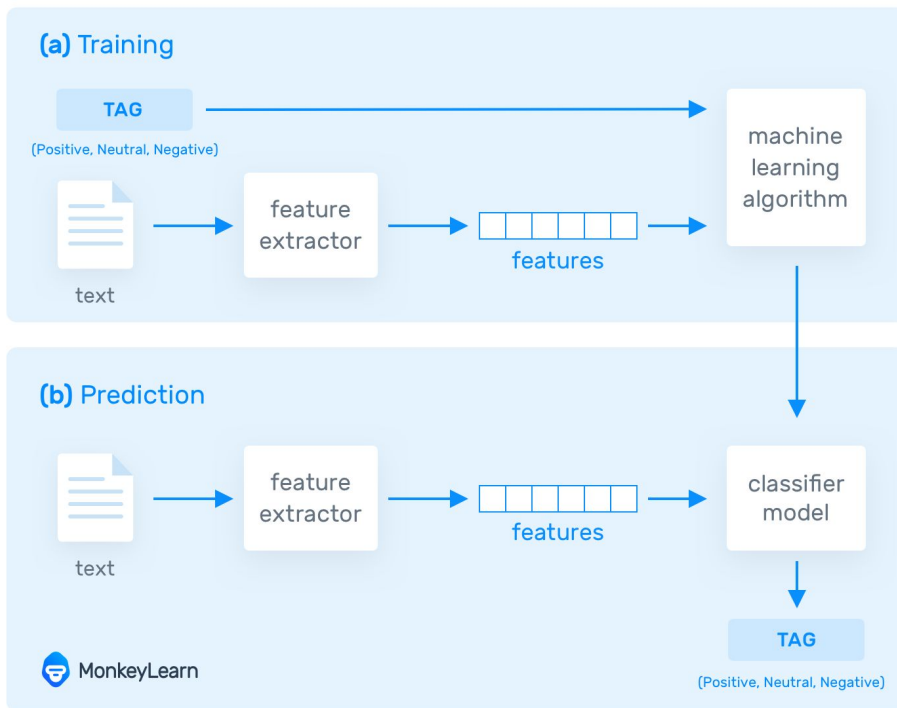 (a) Training
TAG
(Positive, Neutral, Negative)
text
feature
extractor
features
machine
learning
algorithm
(b) Prediction
text
feature
extractor
features
classifier
model
TAG
(Positive, Neutral, Negative)
MonkeyLearn